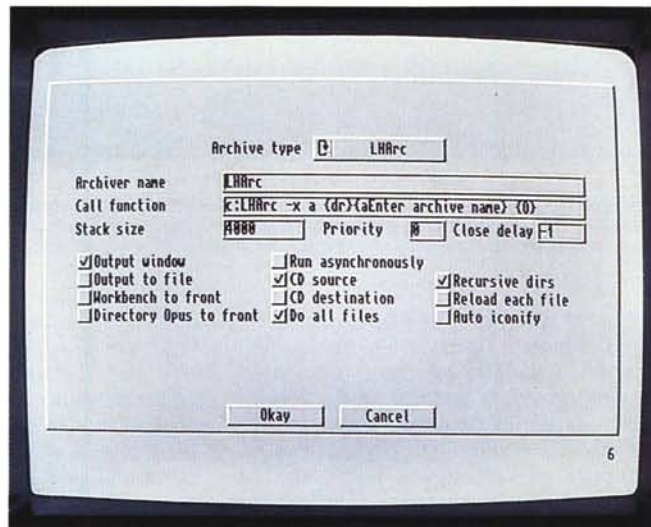 Archive type LHArc
Archiver name LHArc
Call function c:LHArc -x a {dr}{aEnter archive name} {O}
Stack size 4000 Priority 0 Close delay -1
Output window Run asynchronously
Output to file CD source Recursive dirs
Workbench to front CD destination Reload each file
Directory Opus to front Do all files Auto iconify
Okay Cancel
6